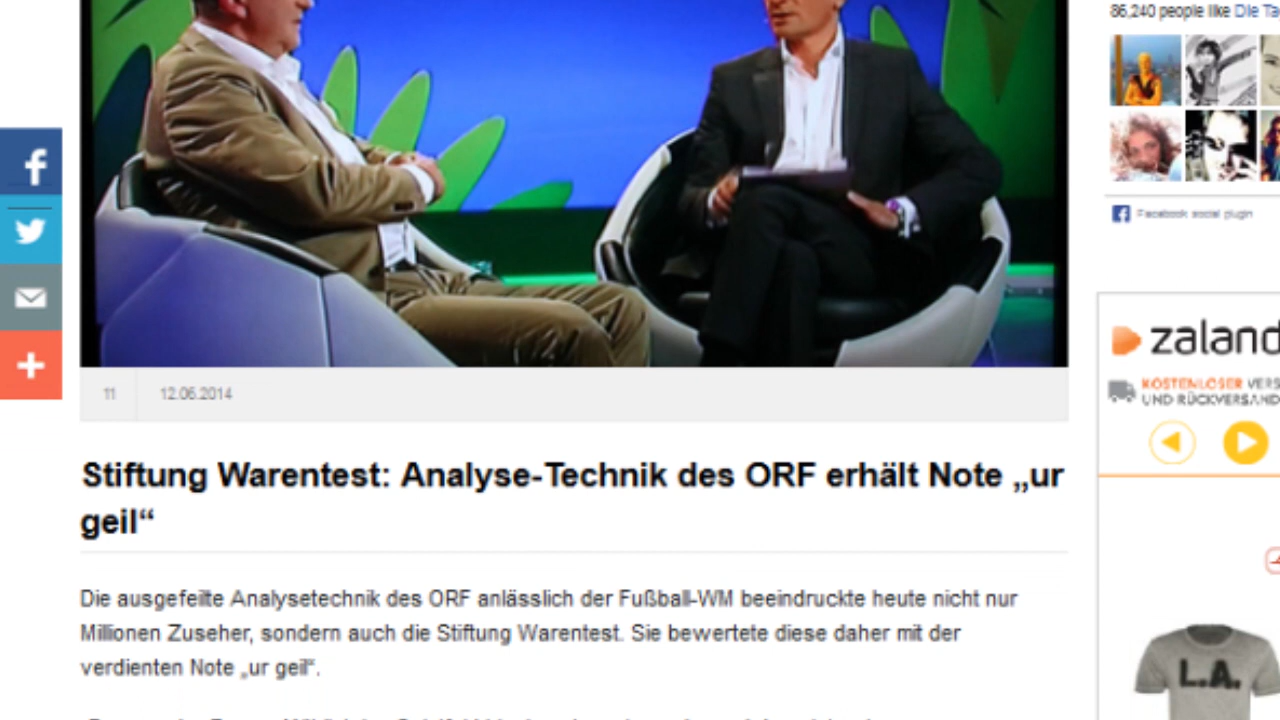 86,240 people like Die Ta
Facebook social plugin
zaland
KOSTENLOSER VERS
UND RÜCKVERSAND
11 12.06.2014
Stiftung Warentest: Analyse-Technik des ORF erhält Note „ur
geil“
Die ausgefeilte Analysetechnik des ORF anlässlich der Fußball-WM beeindruckte heute nicht nur
Millionen Zuseher, sondern auch die Stiftung Warentest. Sie bewertete diese daher mit der
verdienten Note „ur geil“.
L.A.